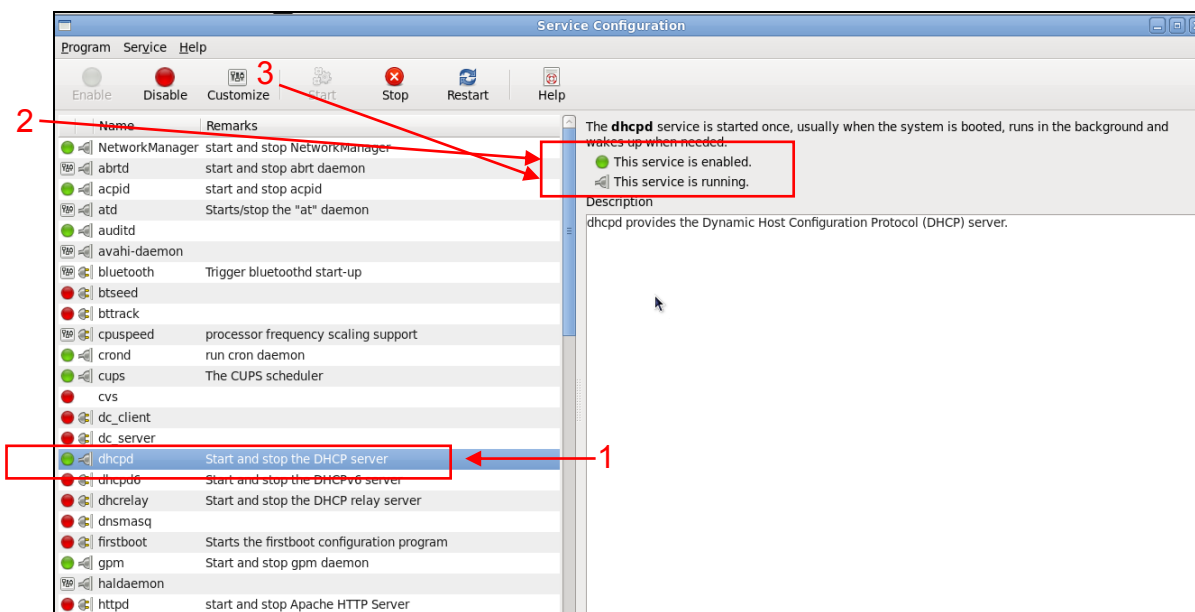 Service Configuration
Program Service Help
Enable Disable Customize Start Stop Restart Help
3
2
Name Remarks
NetworkManager start and stop NetworkManager
abrtd start and stop abrt daemon
acpid start and stop acpid
atd Starts/stop the "at" daemon
auditd
avahi-daemon
bluetooth Trigger bluetoothd start-up
btseed
bttrack
cpuspeed processor frequency scaling support
crond run cron daemon
cups The CUPS scheduler
cvs
dc_client
dc_server
dhcpd Start and stop the DHCP server
1
dhcpd6 Start and stop the DHCPv6 server
dhcrelay Start and stop the DHCP relay server
dnsmasq
firstboot Starts the firstboot configuration program
gpm Start and stop gpm daemon
haldaemon
httpd start and stop Apache HTTP Server
The dhcpd service is started once, usually when the system is booted, runs in the background and
wakes up when needed.
This service is enabled.
This service is running.
Description
dhcpd provides the Dynamic Host Configuration Protocol (DHCP) server.